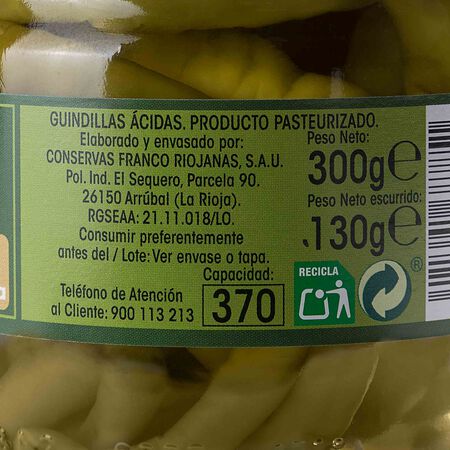 GUINDILLAS ÁCIDAS. PRODUCTO PASTEURIZADO.
Elaborado y envasado por:
CONSERVAS FRANCO RIOJANAS, S.A.U.
Pol. Ind. El Sequero, Parcela 90.
26150 Arrúbal (La Rioja).
RGSEAA: 21.11.018/LO.
Consumir preferentemente
antes del / Lote: Ver envase o tapa.
Capacidad:
370
Teléfono de Atención
al Cliente: 900 113 213
Peso Neto:
300g℮
Peso Neto escurrido:
130g℮
RECICLA
®